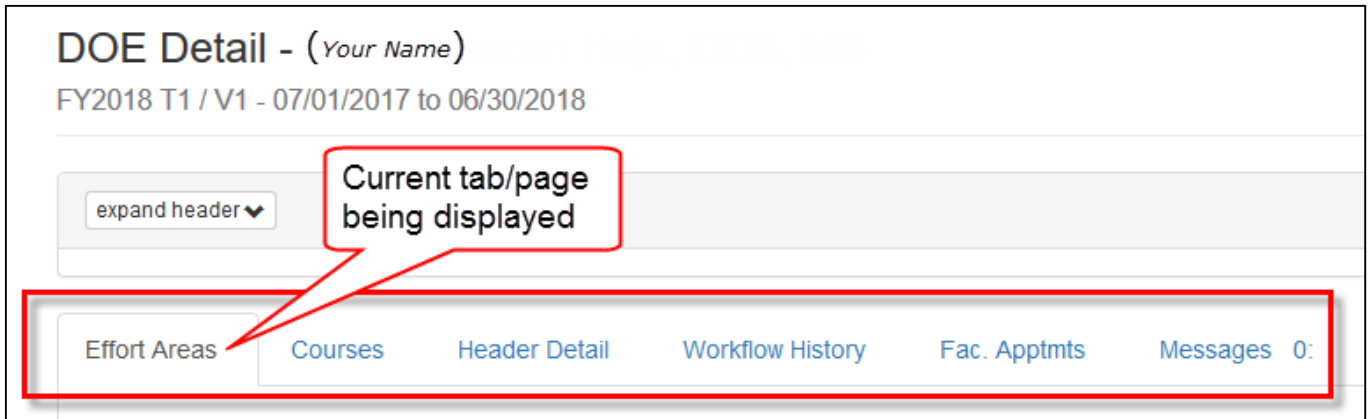 DOE Detail - (Your Name)
FY2018 T1 / V1 - 07/01/2017 to 06/30/2018
expand header
Current tab/page
being displayed
Effort Areas Courses Header Detail Workflow History Fac. Apptmts Messages 0: